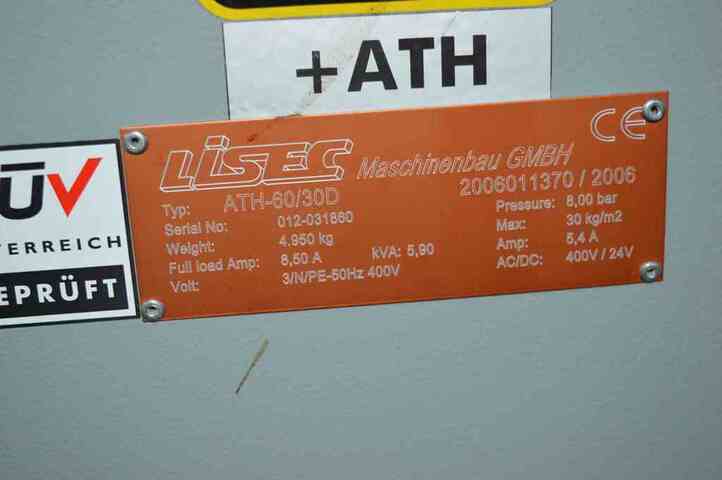 +ATH
LiSEC Maschinenbau GMBH CE
Typ: ATH-60/30D 2006011370 / 2006
Serial No: 012-031860 Pressure: 8,00 bar
Weight: 4.950 kg Max: 30 kg/m2
Full load Amp: 8,50 A kVA: 5,90 Amp: 5,4 A
Volt: 3/N/PE-50Hz 400V AC/DC: 400V / 24V
ÜV
TERREICH
EPRÜFT